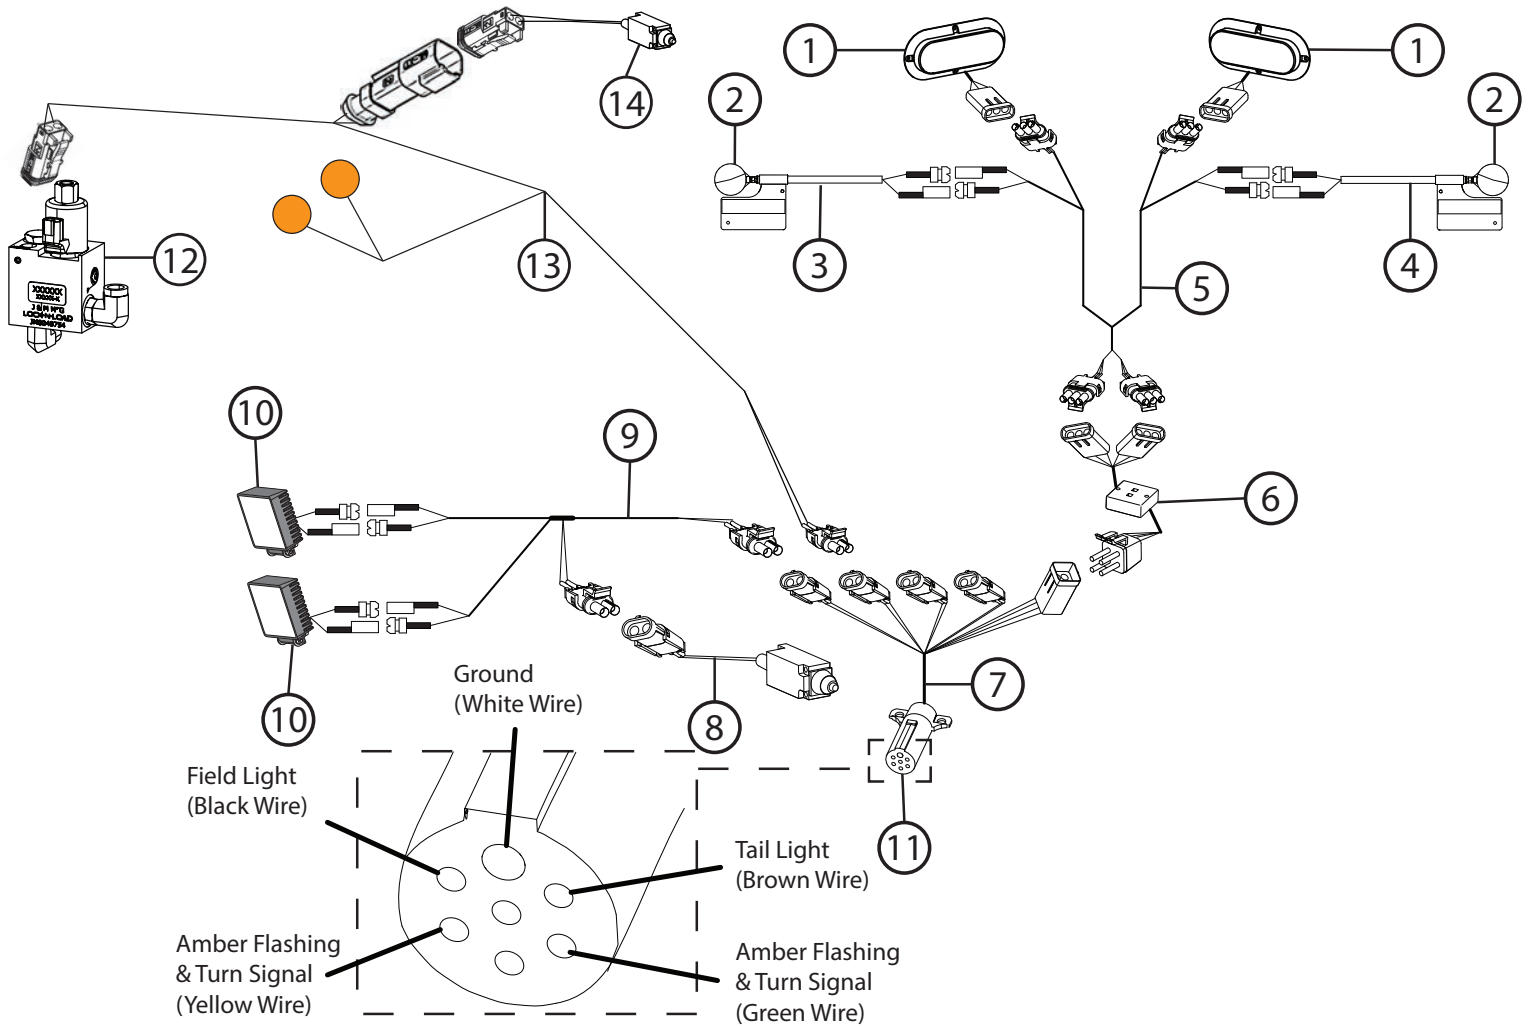 14
1
1
2
2
12
XXXXXX
XXXXXX-X
J & M M'F'G
LOCK-N-LOAD
13
3
4
5
10
9
6
10
8
7
11
Ground
(White Wire)
Field Light
(Black Wire)
Tail Light
(Brown Wire)
Amber Flashing
& Turn Signal
(Yellow Wire)
Amber Flashing
& Turn Signal
(Green Wire)